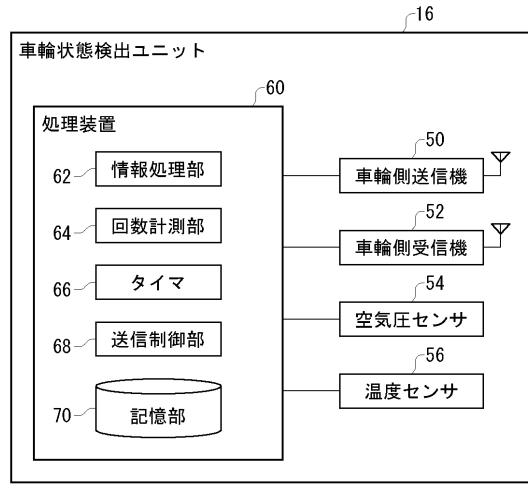 16
車輪状態検出ユニット
60
処理装置
62 情報処理部
64 回数計測部
66 タイマ
68 送信制御部
70 記憶部
50
車輪側送信機
52
車輪側受信機
54
空気圧センサ
56
温度センサ